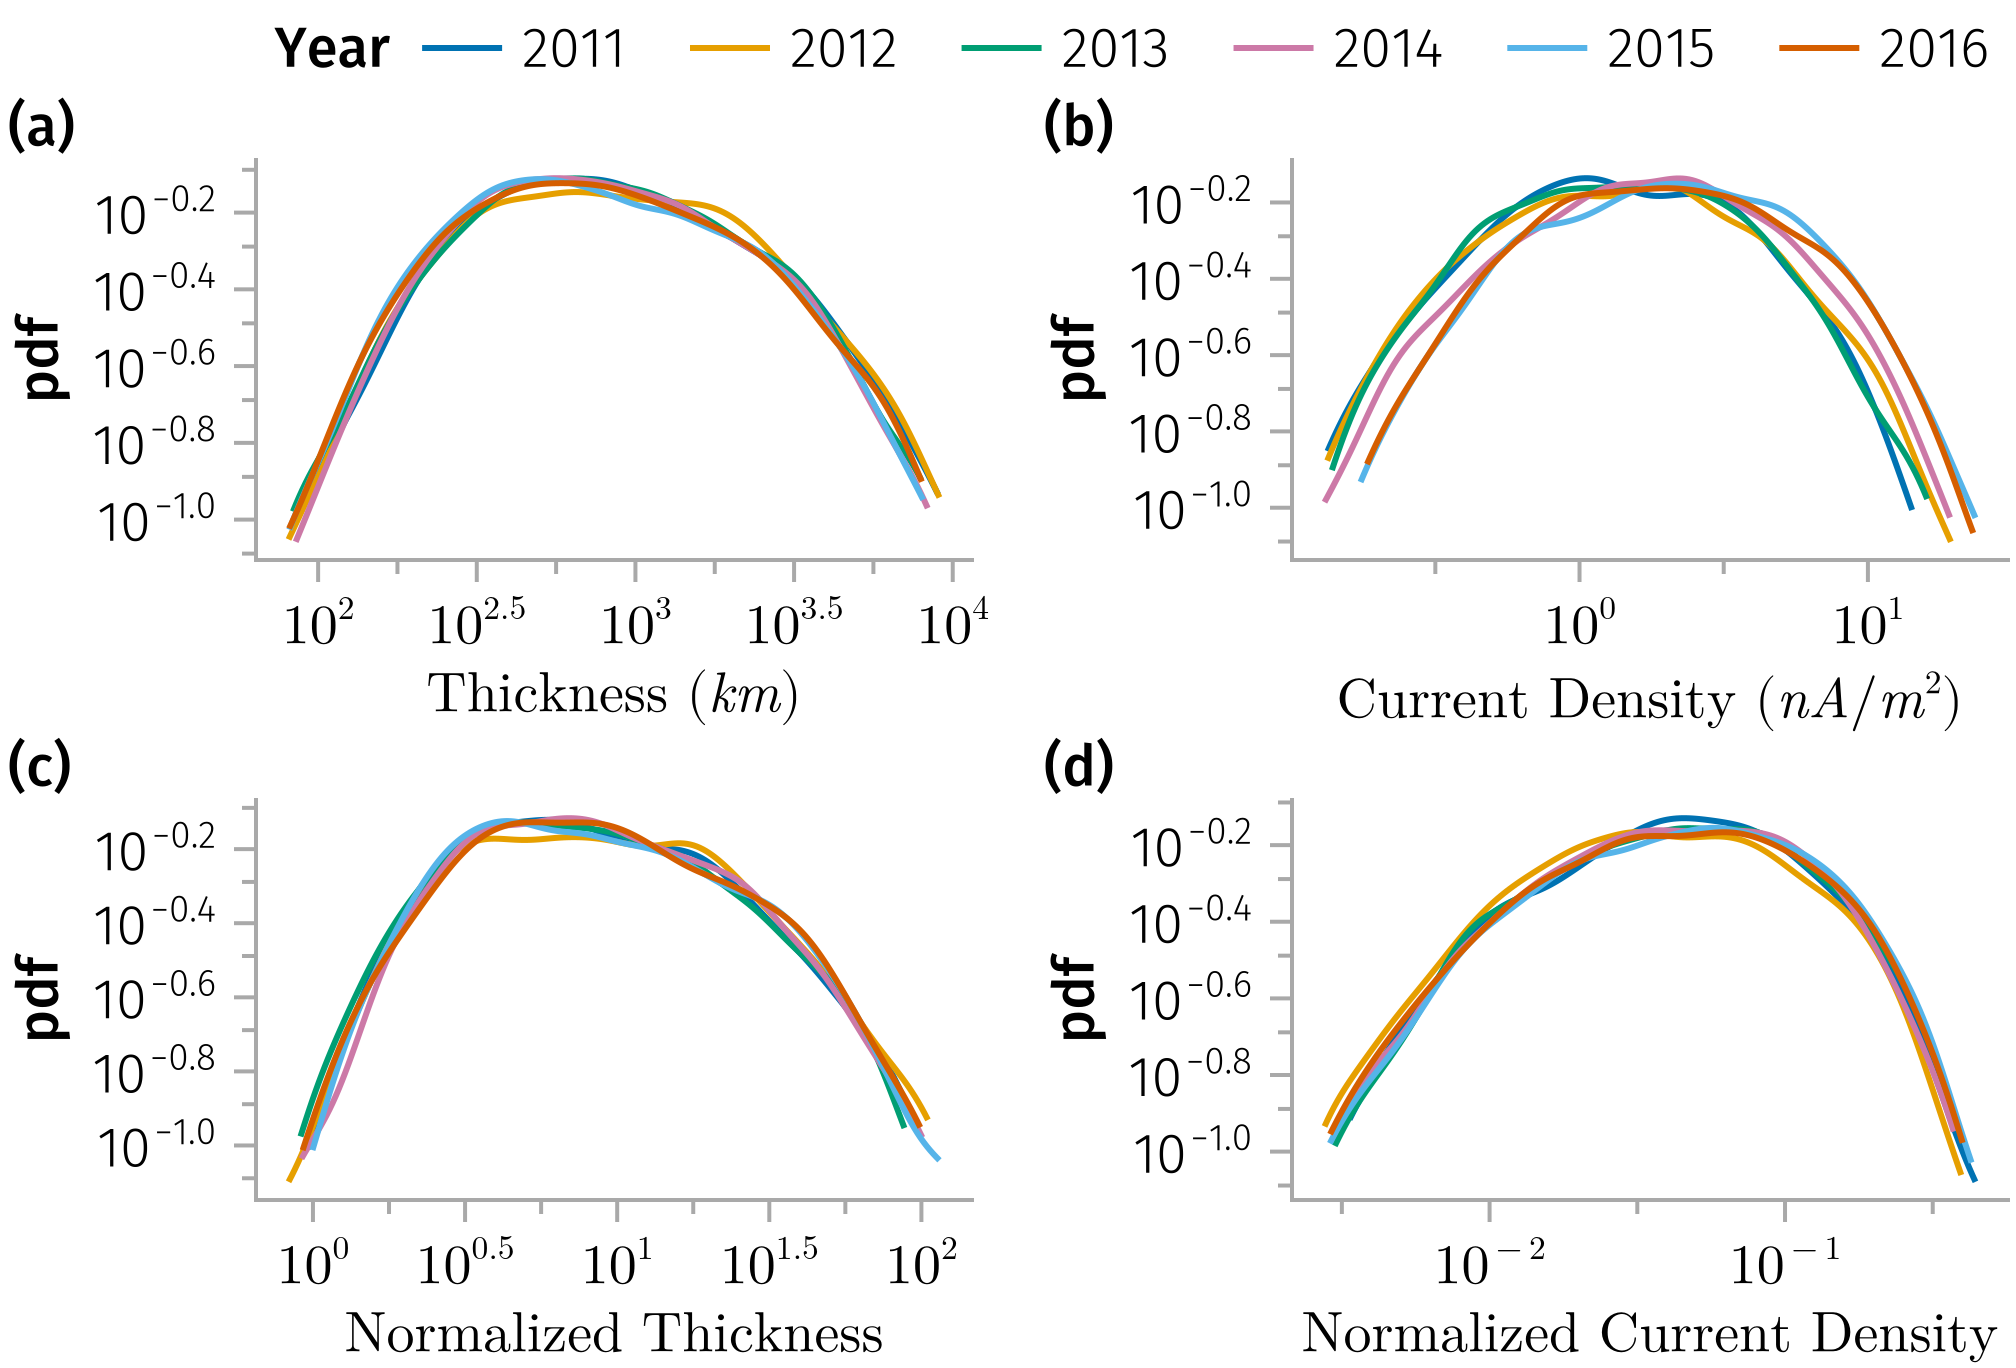 Year 2011 2012 2013 2014 2015 2016
(a)
pdf
10^−0.2
10^−0.4
10^−0.6
10^−0.8
10^−1.0
10^2 10^2.5 10^3 10^3.5 10^4
Thickness (km)
(b)
pdf
10^−0.2
10^−0.4
10^−0.6
10^−0.8
10^−1.0
10^0 10^1
Current Density (nA/m^2)
(c)
pdf
10^−0.2
10^−0.4
10^−0.6
10^−0.8
10^−1.0
10^0 10^0.5 10^1 10^1.5 10^2
Normalized Thickness
(d)
pdf
10^−0.2
10^−0.4
10^−0.6
10^−0.8
10^−1.0
10^−2 10^−1
Normalized Current Density